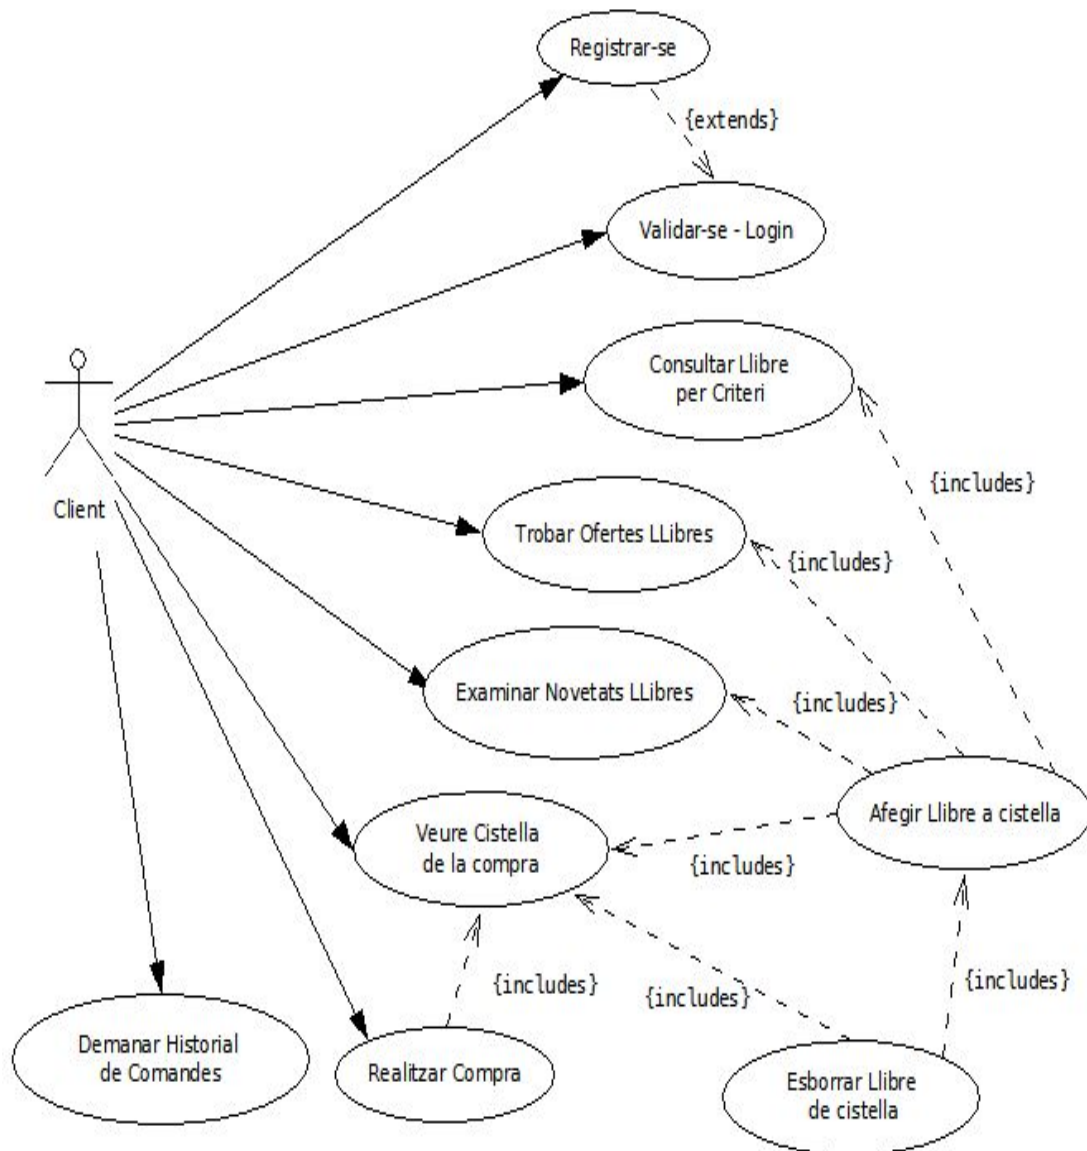 Registrar-se
{extends}
Validar-se - Login
Consultar Llibre
per Criteri
{includes}
Client
Trobar Ofertes LLibres
{includes}
Examinar Novetats LLibres
{includes}
Afegir Llibre a cistella
Veure Cistella
de la compra
{includes}
{includes}
{includes}
{includes}
Demanar Historial
de Comandes
Realitzar Compra
Esborrar Llibre
de cistella